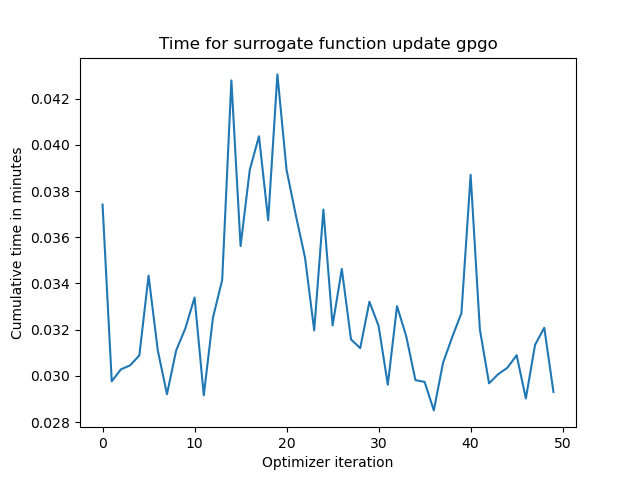 Time for surrogate function update gpgo
Cumulative time in minutes
0.042
0.040
0.038
0.036
0.034
0.032
0.030
0.028
0 10 20 30 40 50
Optimizer iteration